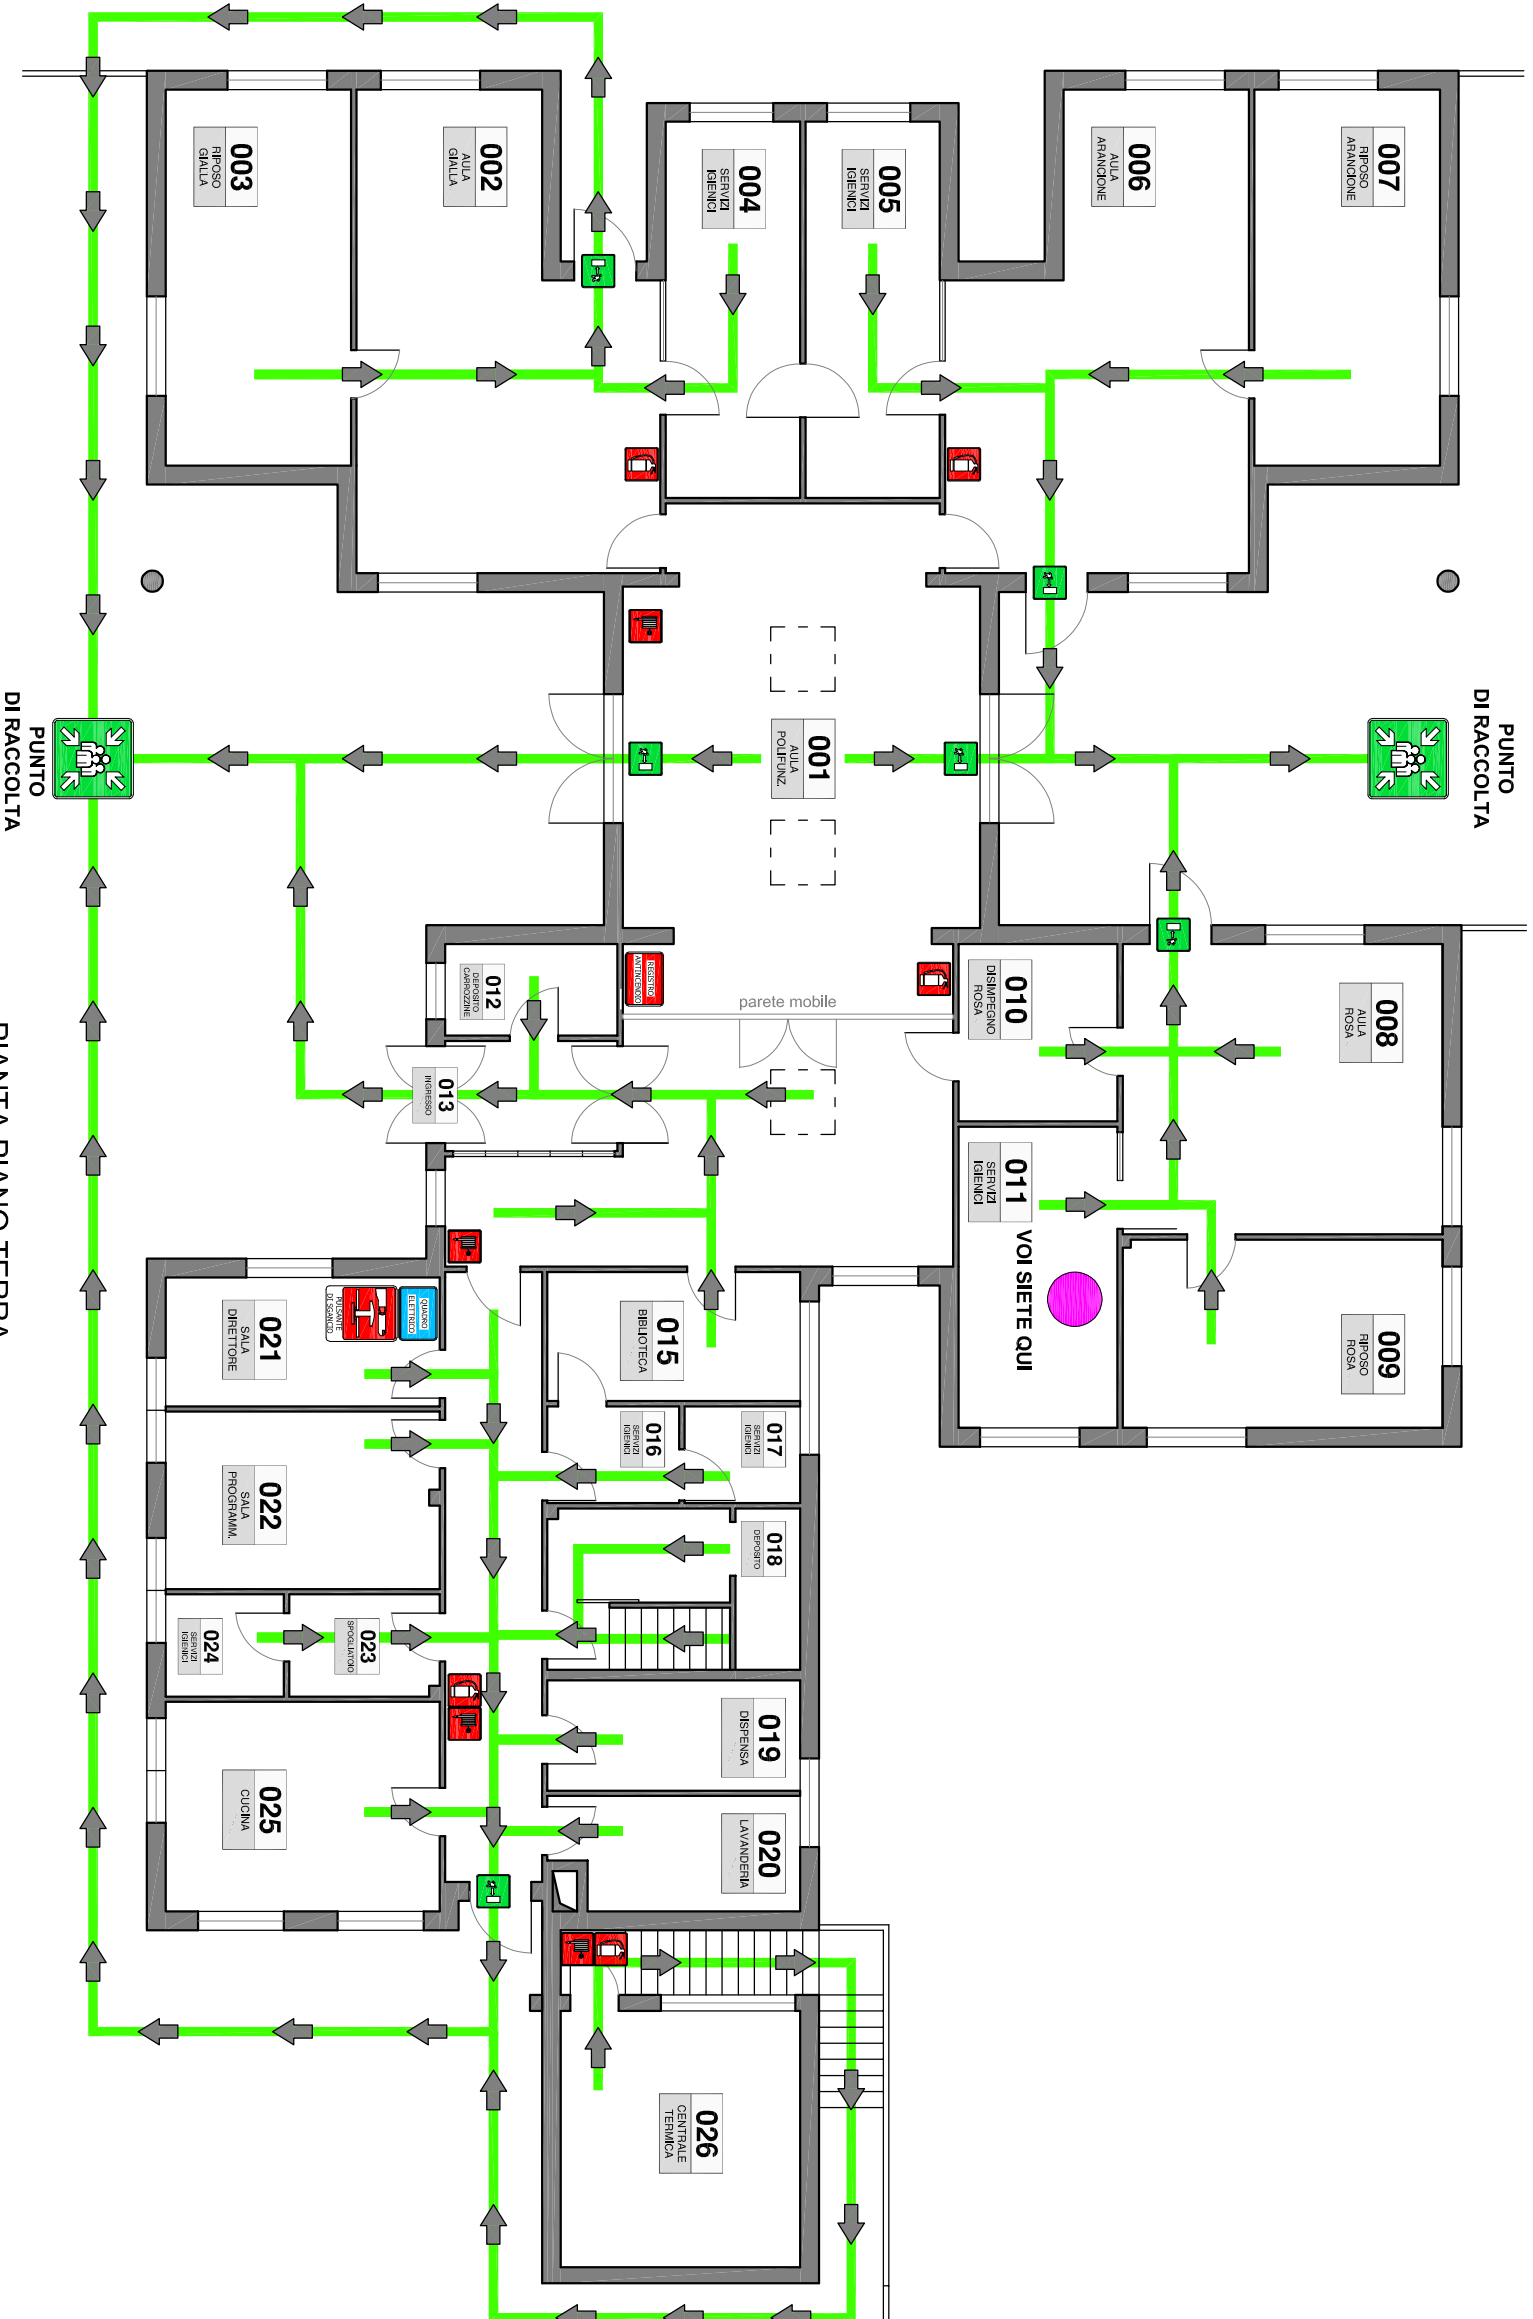 PUNTO
DI RACCOLTA
007
RIPOSO
ARANCIONE
006
AULA
ARANCIONE
005
SERVIZI
IGIENICI
004
SERVIZI
IGIENICI
002
AULA
GIALLA
003
RIPOSO
GIALLA
001
AULA
POLIFUNZ.
PUNTO
DI RACCOLTA
008
AULA
ROSA
010
DISIMPEGNO
ROSA
REGISTRO
ANTINCENDIO
parete mobile
012
DEPOSITO
CARROZZINE
013
INGRESSO
011
SERVIZI
IGIENICI
VOI SIETE QUI
009
RIPOSO
ROSA
015
BIBLIOTECA
QUADRO
ELETTRICO
PULSANTE
DI SGANCIO
021
SALA
DIRETTORE
017
SERVIZI
IGIENICI
016
SERVIZI
IGIENICI
022
SALA
PROGRAMM.
018
DEPOSITO
023
SPOGLIATOIO
024
SERVIZI
IGIENICI
019
DISPENSA
020
LAVANDERIA
025
CUCINA
026
CENTRALE
TERMICA
PIANTA PIANO TERRA